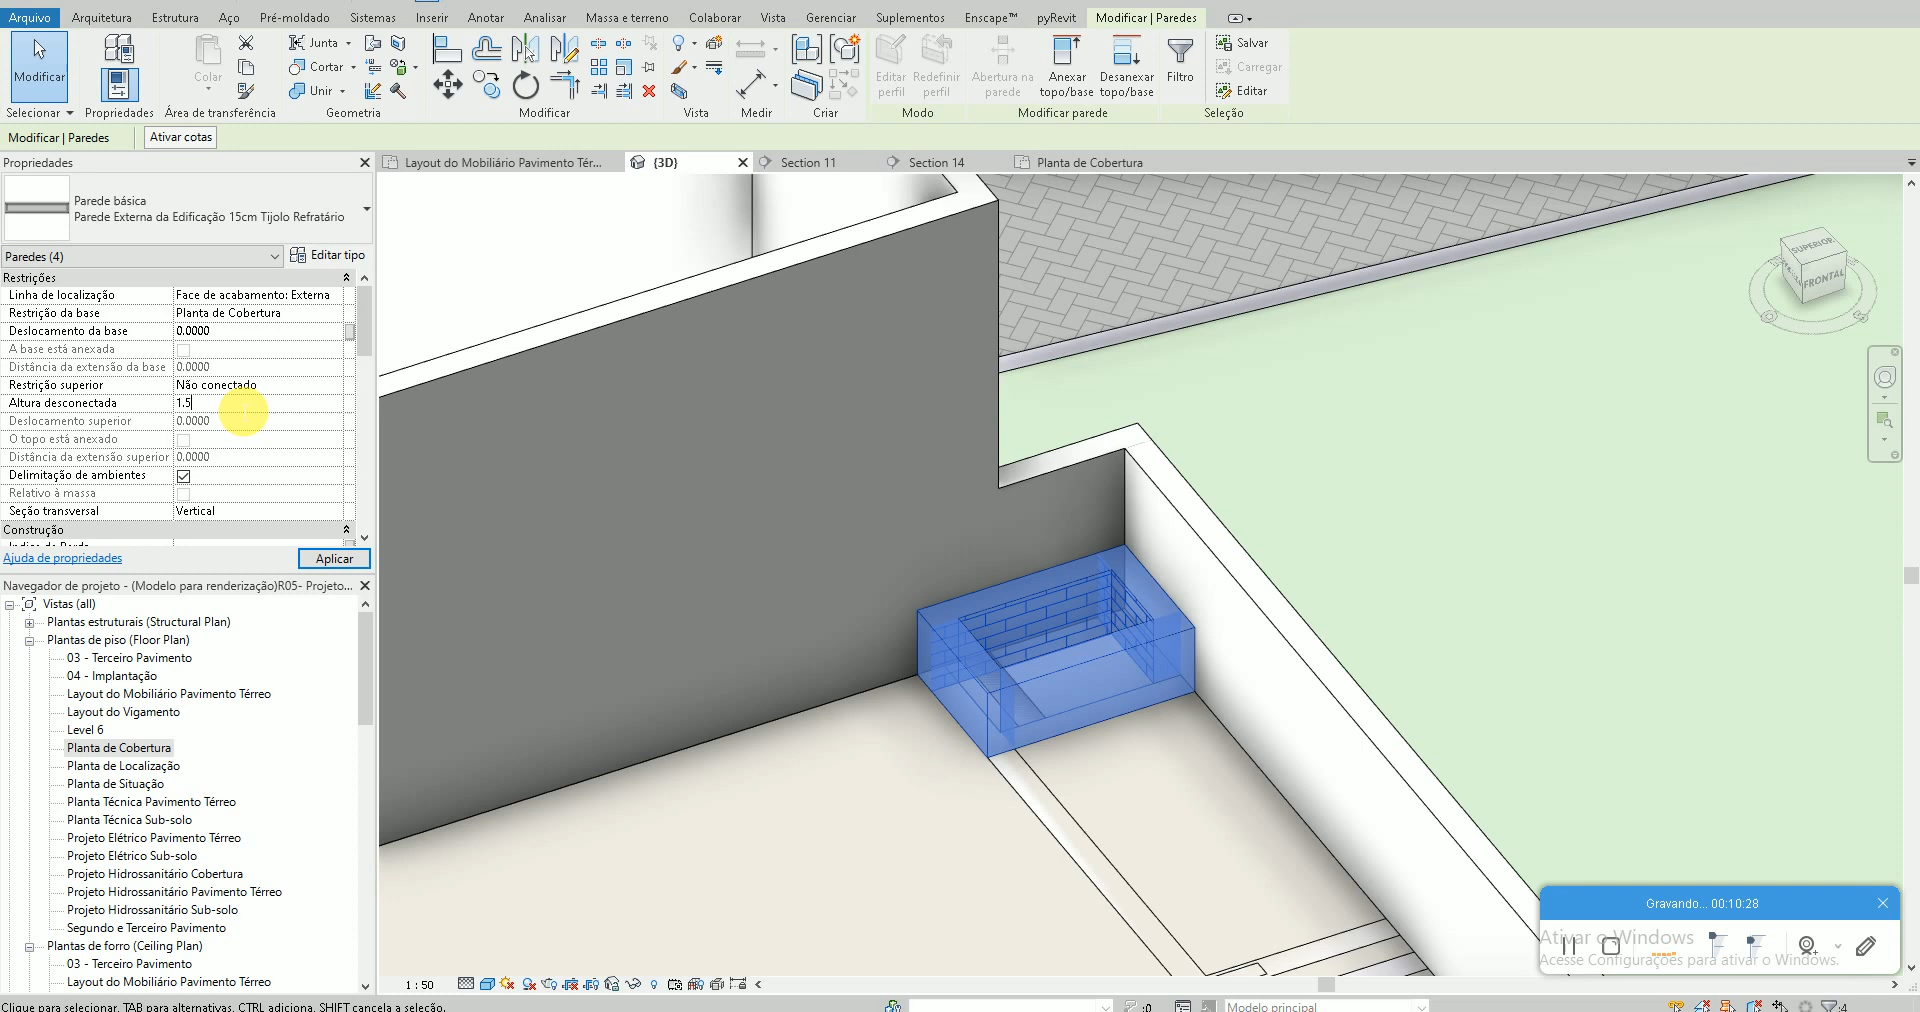 Arquivo Arquitetura Estrutura Aço Pré-moldado Sistemas Inserir Anotar Analisar Massa e terreno Colaborar Vista Gerenciar Suplementos Enscape™ pyRevit Modificar | Paredes
Modificar
Colar
Junta
Cortar
Unir
Editar perfil
Redefinir perfil
Abertura na parede
Anexar topo/base
Desanexar topo/base
Filtro
Salvar
Carregar
Editar
Selecionar Propriedades Área de transferência Geometria Modificar Vista Medir Criar Modo Modificar parede Seleção
Modificar | Paredes Ativar cotas
Propriedades
Layout do Mobiliário Pavimento Tér... {3D} Section 11 Section 14 Planta de Cobertura
Parede básica
Parede Externa da Edificação 15cm Tijolo Refratário
Paredes (4) Editar tipo
Restrições
Linha de localização Face de acabamento: Externa
Restrição da base Planta de Cobertura
Deslocamento da base 0.0000
A base está anexada
Distância da extensão da base 0.0000
Restrição superior Não conectado
Altura desconectada 1.5
Deslocamento superior 0.0000
O topo está anexado
Distância da extensão superior 0.0000
Delimitação de ambientes
Relativo à massa
Seção transversal Vertical
Construção
Ajuda de propriedades Aplicar
Navegador de projeto - (Modelo para renderização)R05- Projeto...
Vistas (all)
Plantas estruturais (Structural Plan)
Plantas de piso (Floor Plan)
03 - Terceiro Pavimento
04 - Implantação
Layout do Mobiliário Pavimento Térreo
Layout do Vigamento
Level 6
Planta de Cobertura
Planta de Localização
Planta de Situação
Planta Técnica Pavimento Térreo
Planta Técnica Sub-solo
Projeto Elétrico Pavimento Térreo
Projeto Elétrico Sub-solo
Projeto Hidrossanitário Cobertura
Projeto Hidrossanitário Pavimento Térreo
Projeto Hidrossanitário Sub-solo
Segundo e Terceiro Pavimento
Plantas de forro (Ceiling Plan)
03 - Terceiro Pavimento
Layout do Mobiliário Pavimento Térreo
SUPERIOR
FRONTAL
Gravando... 00:10:28
Ativar o Windows
Acesse Configurações para ativar o Windows.
1 : 50
Clique para selecionar, TAB para alternativas, CTRL adiciona, SHIFT cancela a seleção.
:0
Modelo principal
:4